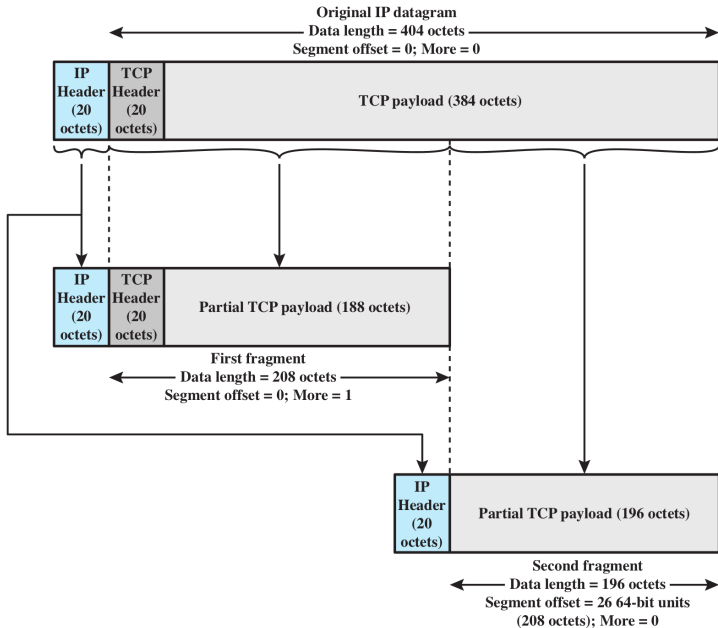 Original IP datagram
Data length = 404 octets
Segment offset = 0; More = 0
IP
Header
(20
octets)
TCP
Header
(20
octets)
TCP payload (384 octets)
IP
Header
(20
octets)
TCP
Header
(20
octets)
Partial TCP payload (188 octets)
First fragment
Data length = 208 octets
Segment offset = 0; More = 1
IP
Header
(20
octets)
Partial TCP payload (196 octets)
Second fragment
Data length = 196 octets
Segment offset = 26 64-bit units
(208 octets); More = 0